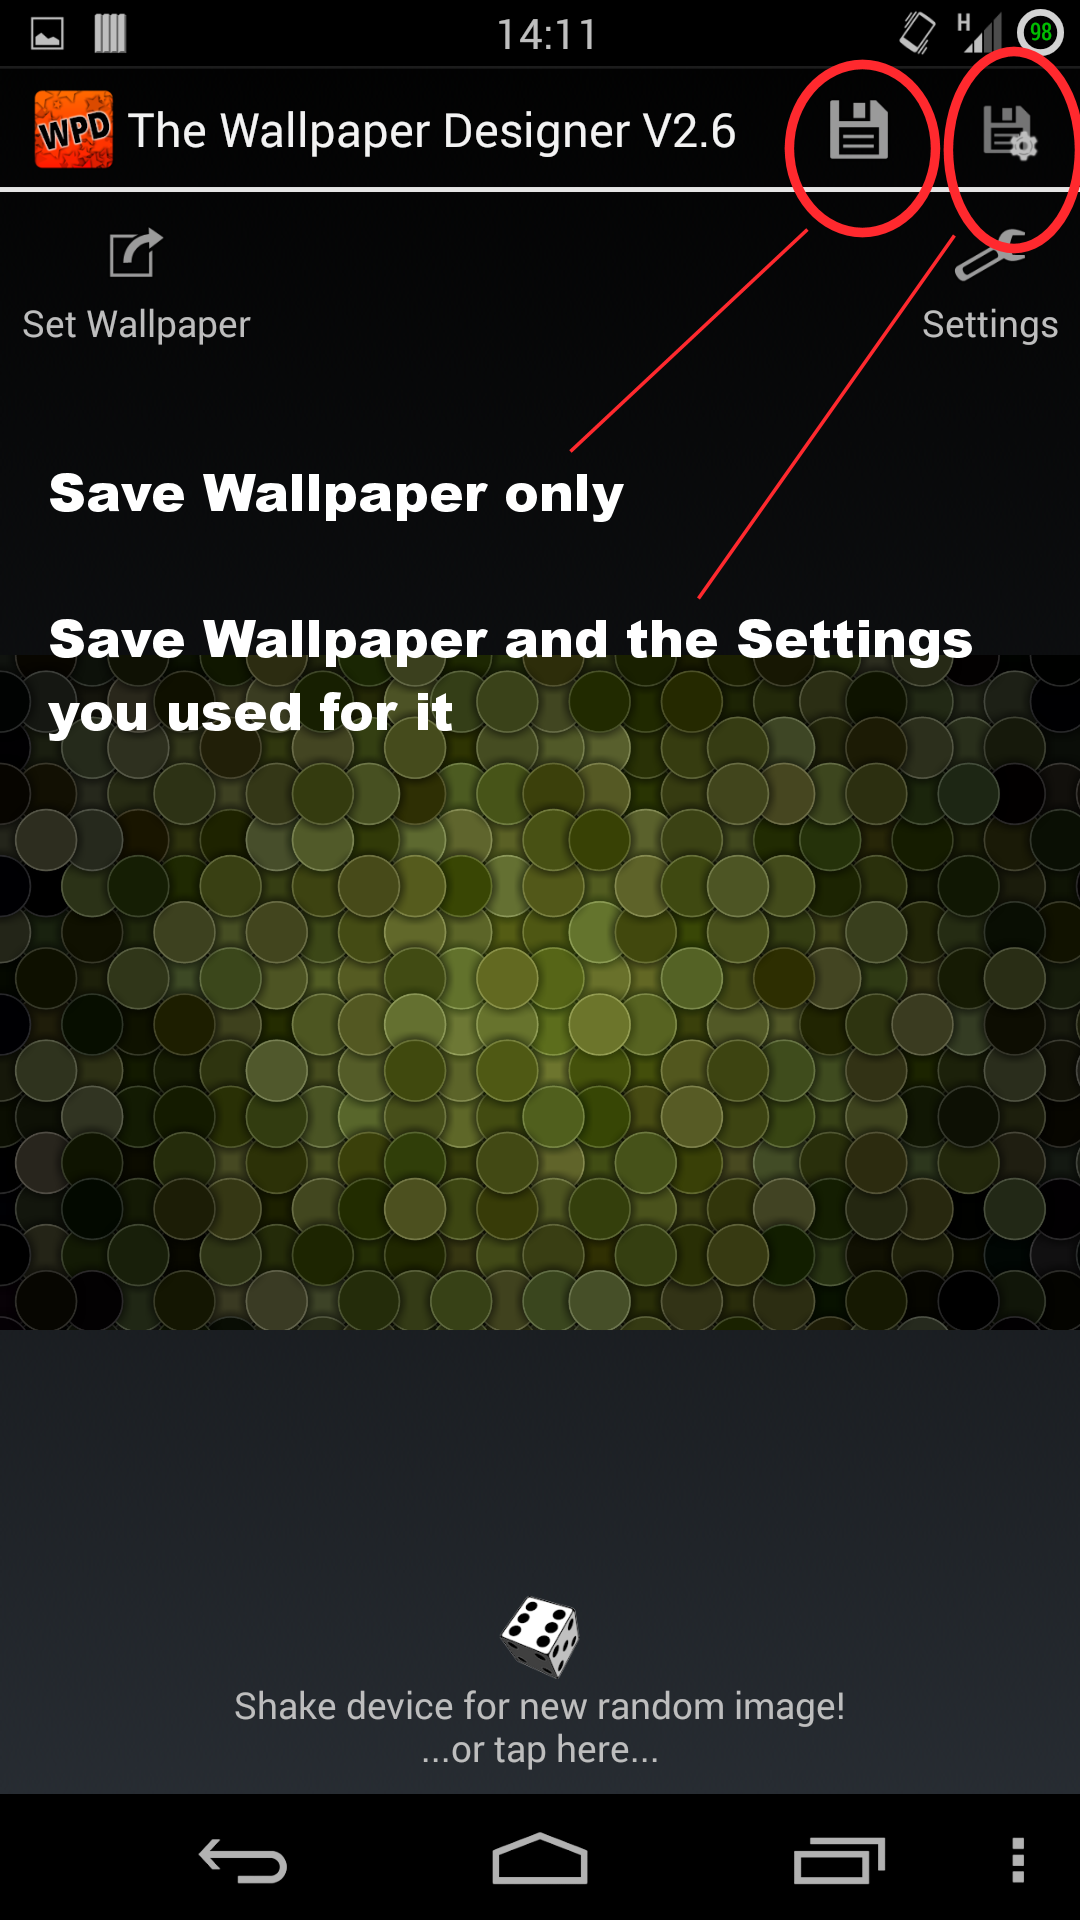 14:11
H
98
WPD
The Wallpaper Designer V2.6
Set Wallpaper
Settings
Save Wallpaper only
Save Wallpaper and the Settings
you used for it
Shake device for new random image!
...or tap here...